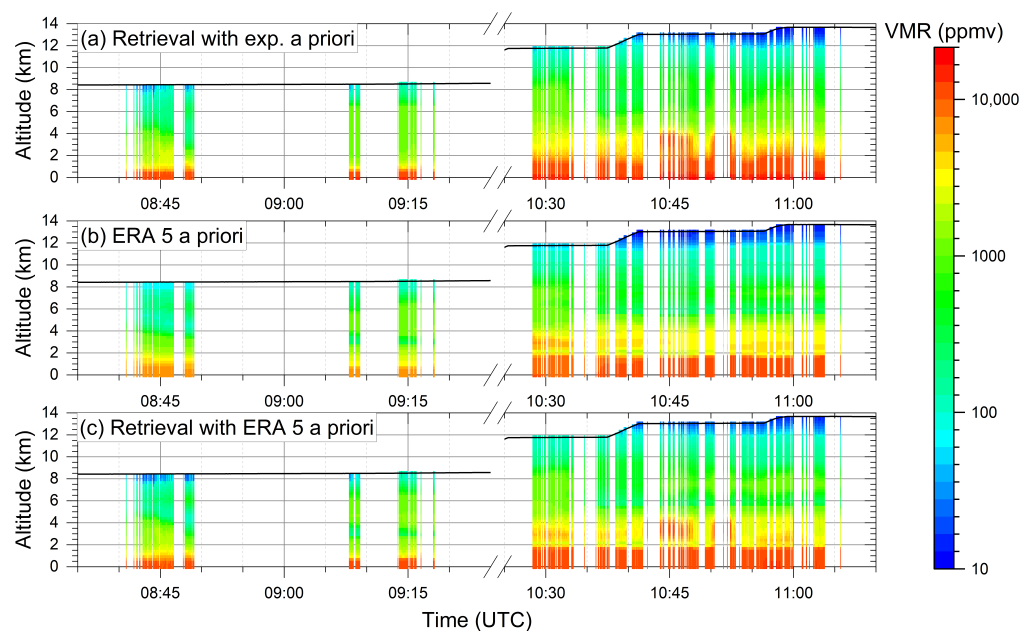 14
12
10
8
6
4
2
0
Altitude (km)
(a) Retrieval with exp. a priori
VMR (ppmv)
08:45 09:00 09:15 10:30 10:45 11:00
14
12
10
8
6
4
2
0
Altitude (km)
(b) ERA 5 a priori
08:45 09:00 09:15 10:30 10:45 11:00
14
12
10
8
6
4
2
0
Altitude (km)
(c) Retrieval with ERA 5 a priori
08:45 09:00 09:15 10:30 10:45 11:00
Time (UTC)
10,000
1000
100
10